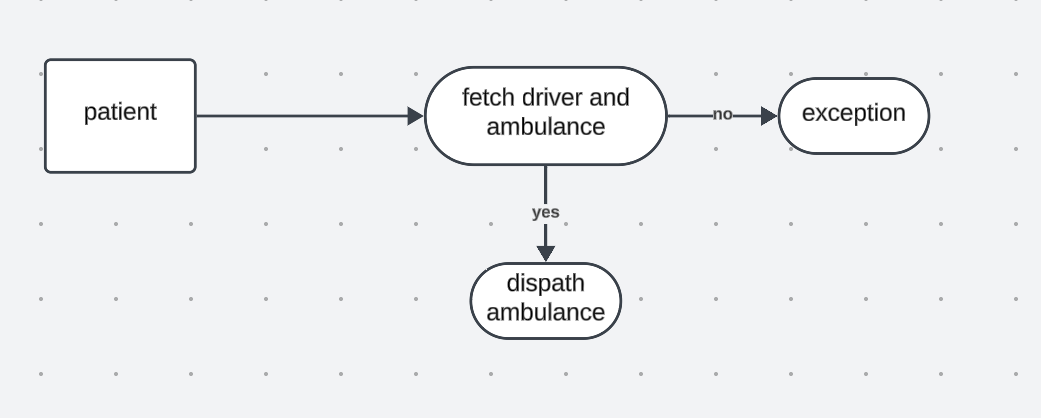 patient
fetch driver and
ambulance
no
exception
yes
dispath
ambulance